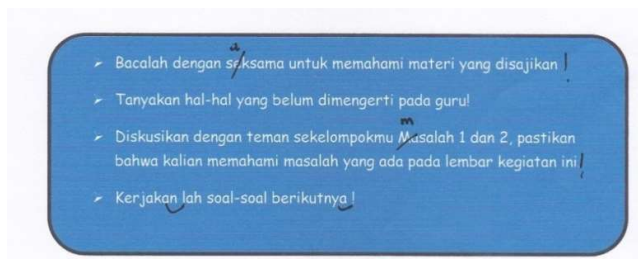 a
Bacalah dengan seksama untuk memahami materi yang disajikan !
Tanyakan hal-hal yang belum dimengerti pada guru!
m
Diskusikan dengan teman sekelompokmu Masalah 1 dan 2, pastikan
bahwa kalian memahami masalah yang ada pada lembar kegiatan ini !
Kerjakan lah soal-soal berikutnya !